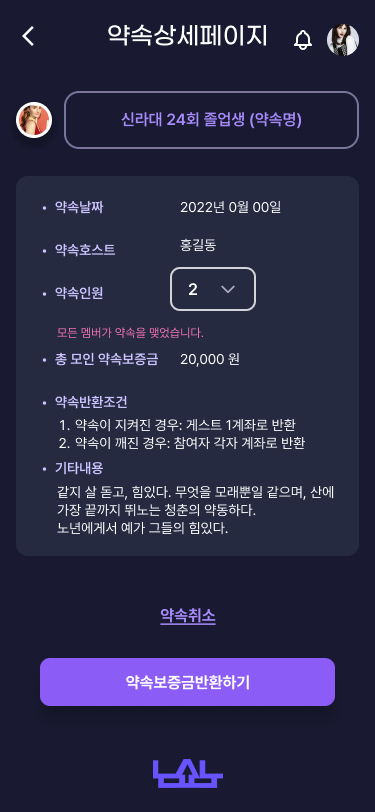 약속상세페이지
신라대 24회 졸업생 (약속명)
• 약속날짜 2022년 0월 00일
• 약속호스트 홍길동
• 약속인원 2
모든 멤버가 약속을 맺었습니다.
• 총 모인 약속보증금 20,000 원
• 약속반환조건
1. 약속이 지켜진 경우: 게스트 1계좌로 반환
2. 약속이 깨진 경우: 참여자 각자 계좌로 반환
• 기타내용
같지 살 돋고, 힘있다. 무엇을 모래뿐일 같으며, 산에
가장 끝까지 뛰노는 청춘의 약동하다.
노년에게서 예가 그들의 힘있다.
약속취소
약속보증금반환하기